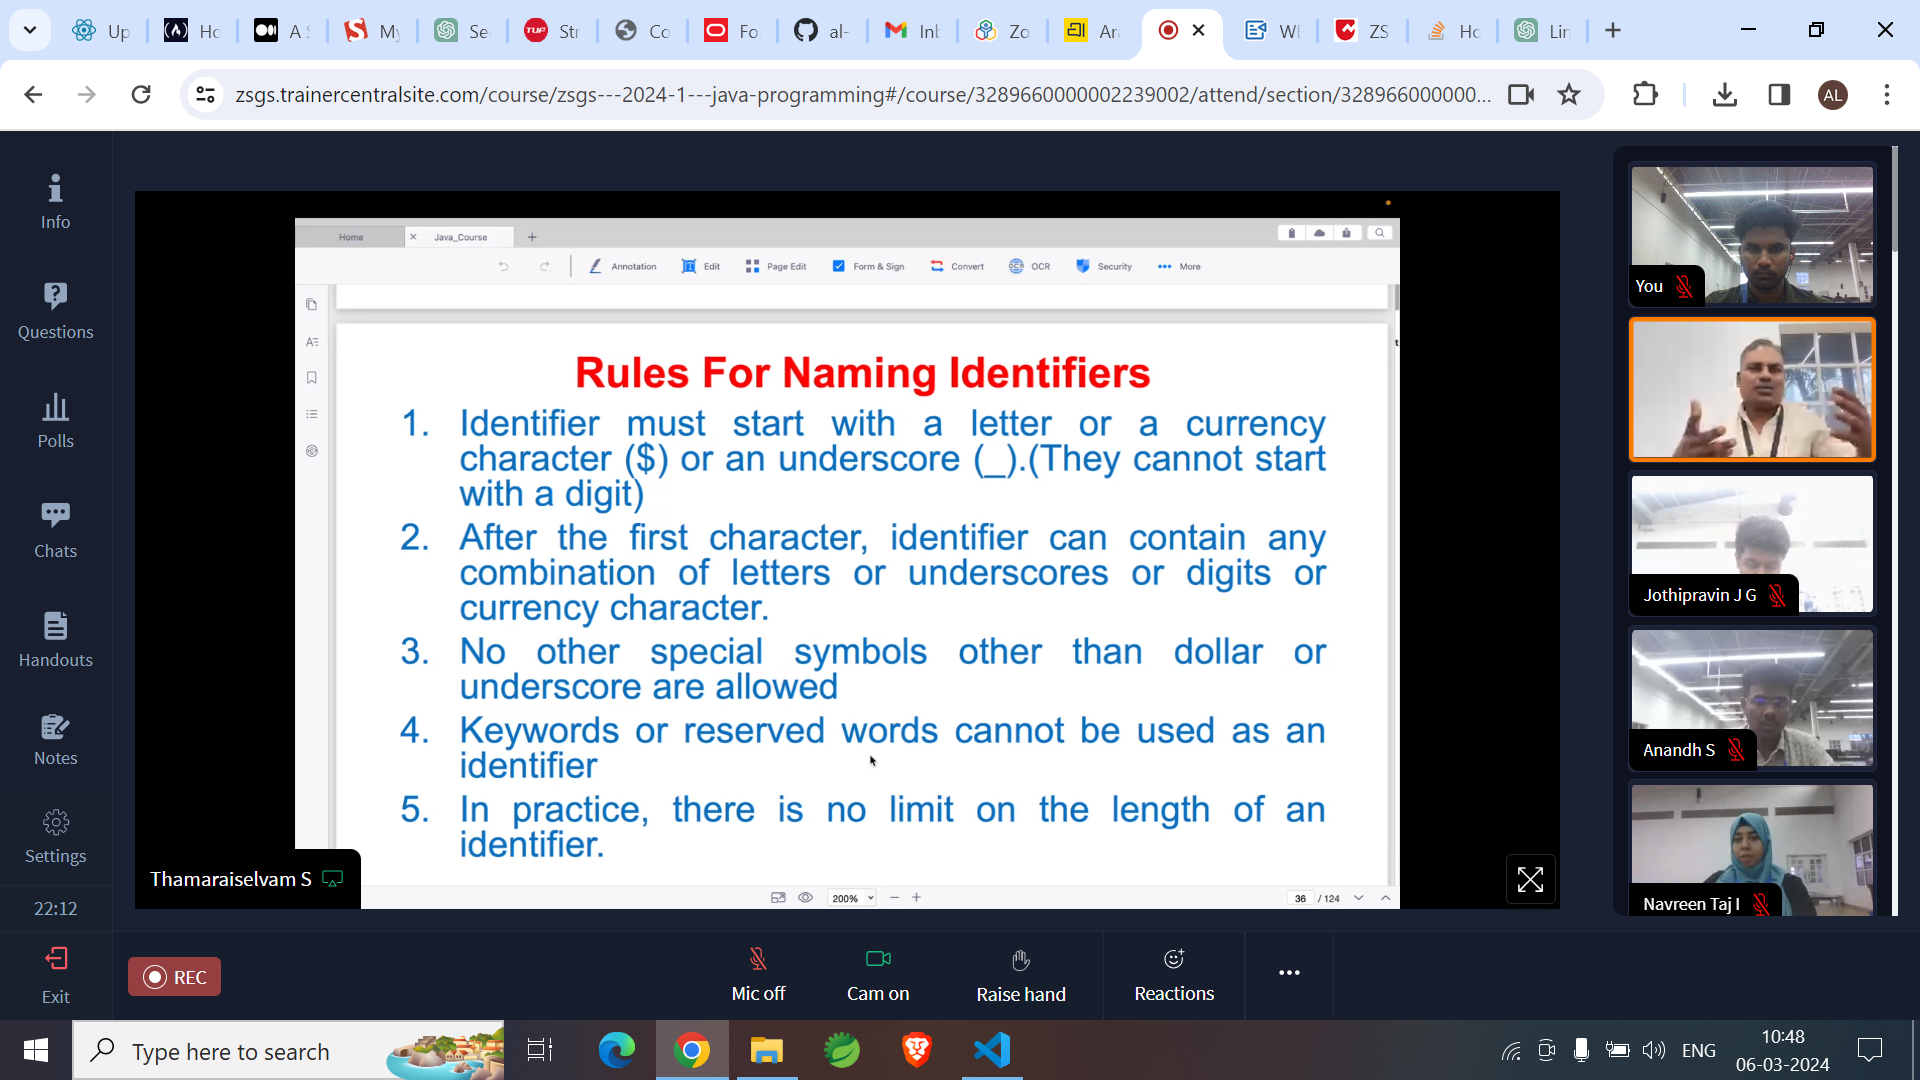 Up
Ho
A S
My
Se
TUF
Str
Co
Fo
al-
Inb
Zo
Ara
WE
ZS
Ho
Lin
zsgs.trainercentralsite.com/course/zsgs---2024-1---java-programming#/course/3289660000002239002/attend/section/328966000000...
AL
Info
Questions
Polls
Chats
Handouts
Notes
Settings
22:12
Exit
Home
Java_Course
Annotation
Edit
Page Edit
Form & Sign
Convert
OCR
OCR
Security
More
Rules For Naming Identifiers
1. Identifier must start with a letter or a currency
character ($) or an underscore (_).(They cannot start
with a digit)
2. After the first character, identifier can contain any
combination of letters or underscores or digits or
currency character.
3. No other special symbols other than dollar or
underscore are allowed
4. Keywords or reserved words cannot be used as an
identifier
5. In practice, there is no limit on the length of an
identifier.
Thamaraiselvam S
200%
36 / 124
You
Jothipravin J G
Anandh S
Navreen Taj I
REC
Mic off
Cam on
Raise hand
Reactions
Type here to search
ENG
10:48
06-03-2024